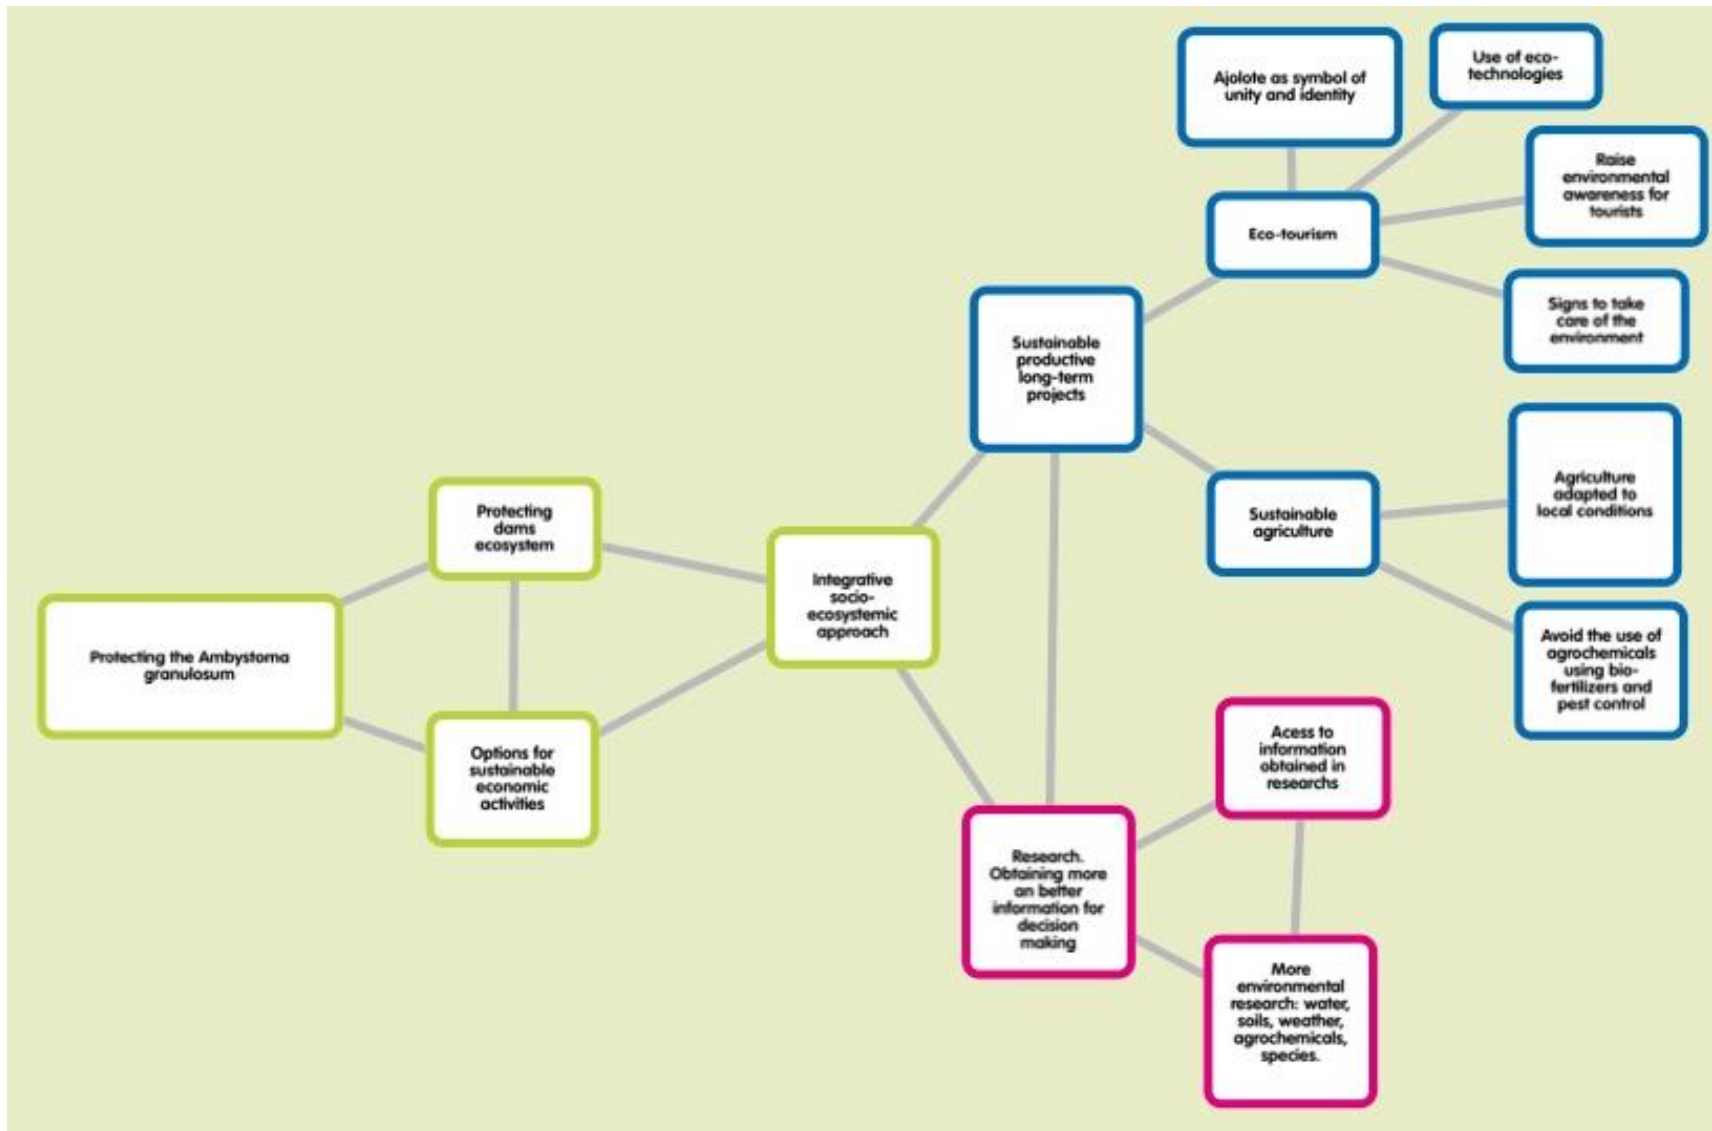 Ajolote as symbol of
unity and identity
Use of eco-
technologies
Raise
environmental
awareness for
tourists
Eco-tourism
Signs to take
care of the
environment
Sustainable
productive
long-term
projects
Agriculture
adapted to
local conditions
Sustainable
agriculture
Protecting
dams
ecosystem
Integrative
socio-
ecosystemic
approach
Protecting the Ambystoma
granulosum
Avoid the use of
agrochemicals
using bio-
fertilizers and
pest control
Options for
sustainable
economic
activities
Acess to
information
obtained in
researchs
Research.
Obtaining more
an better
information for
decision
making
More
environmental
research: water,
soils, weather,
agrochemicals,
species.